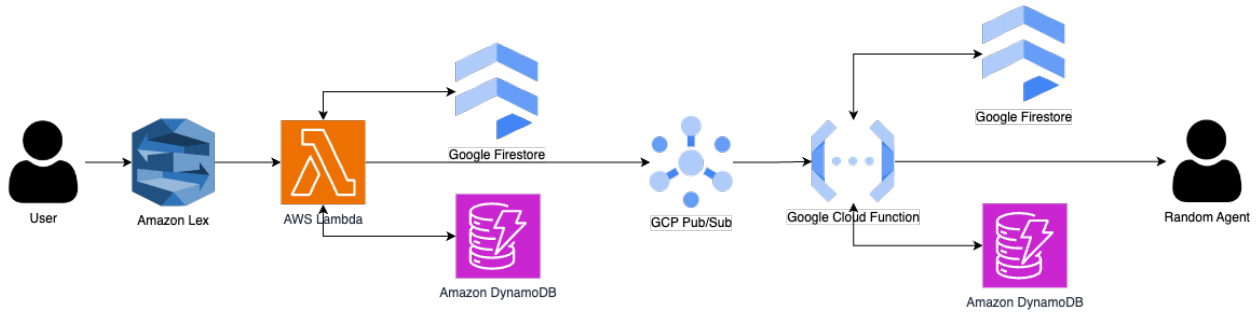 User
Amazon Lex
AWS Lambda
Google Firestore
Amazon DynamoDB
GCP Pub/Sub
Google Cloud Function
Google Firestore
Amazon DynamoDB
Random Agent